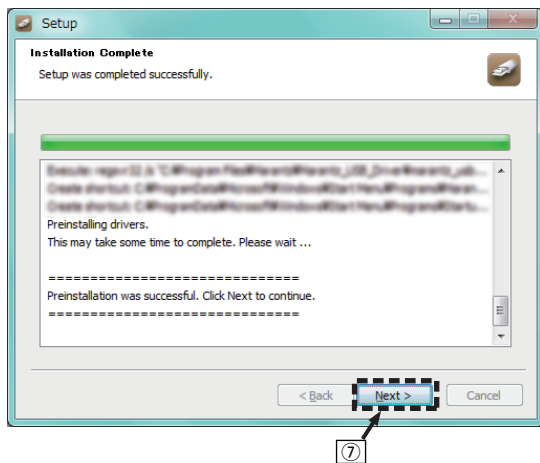 Setup
Installation Complete
Setup was completed successfully.
Preinstalling drivers.
This may take some time to complete. Please wait ...
==============================
Preinstallation was successful. Click Next to continue.
==============================
< Back Next > Cancel
⑦